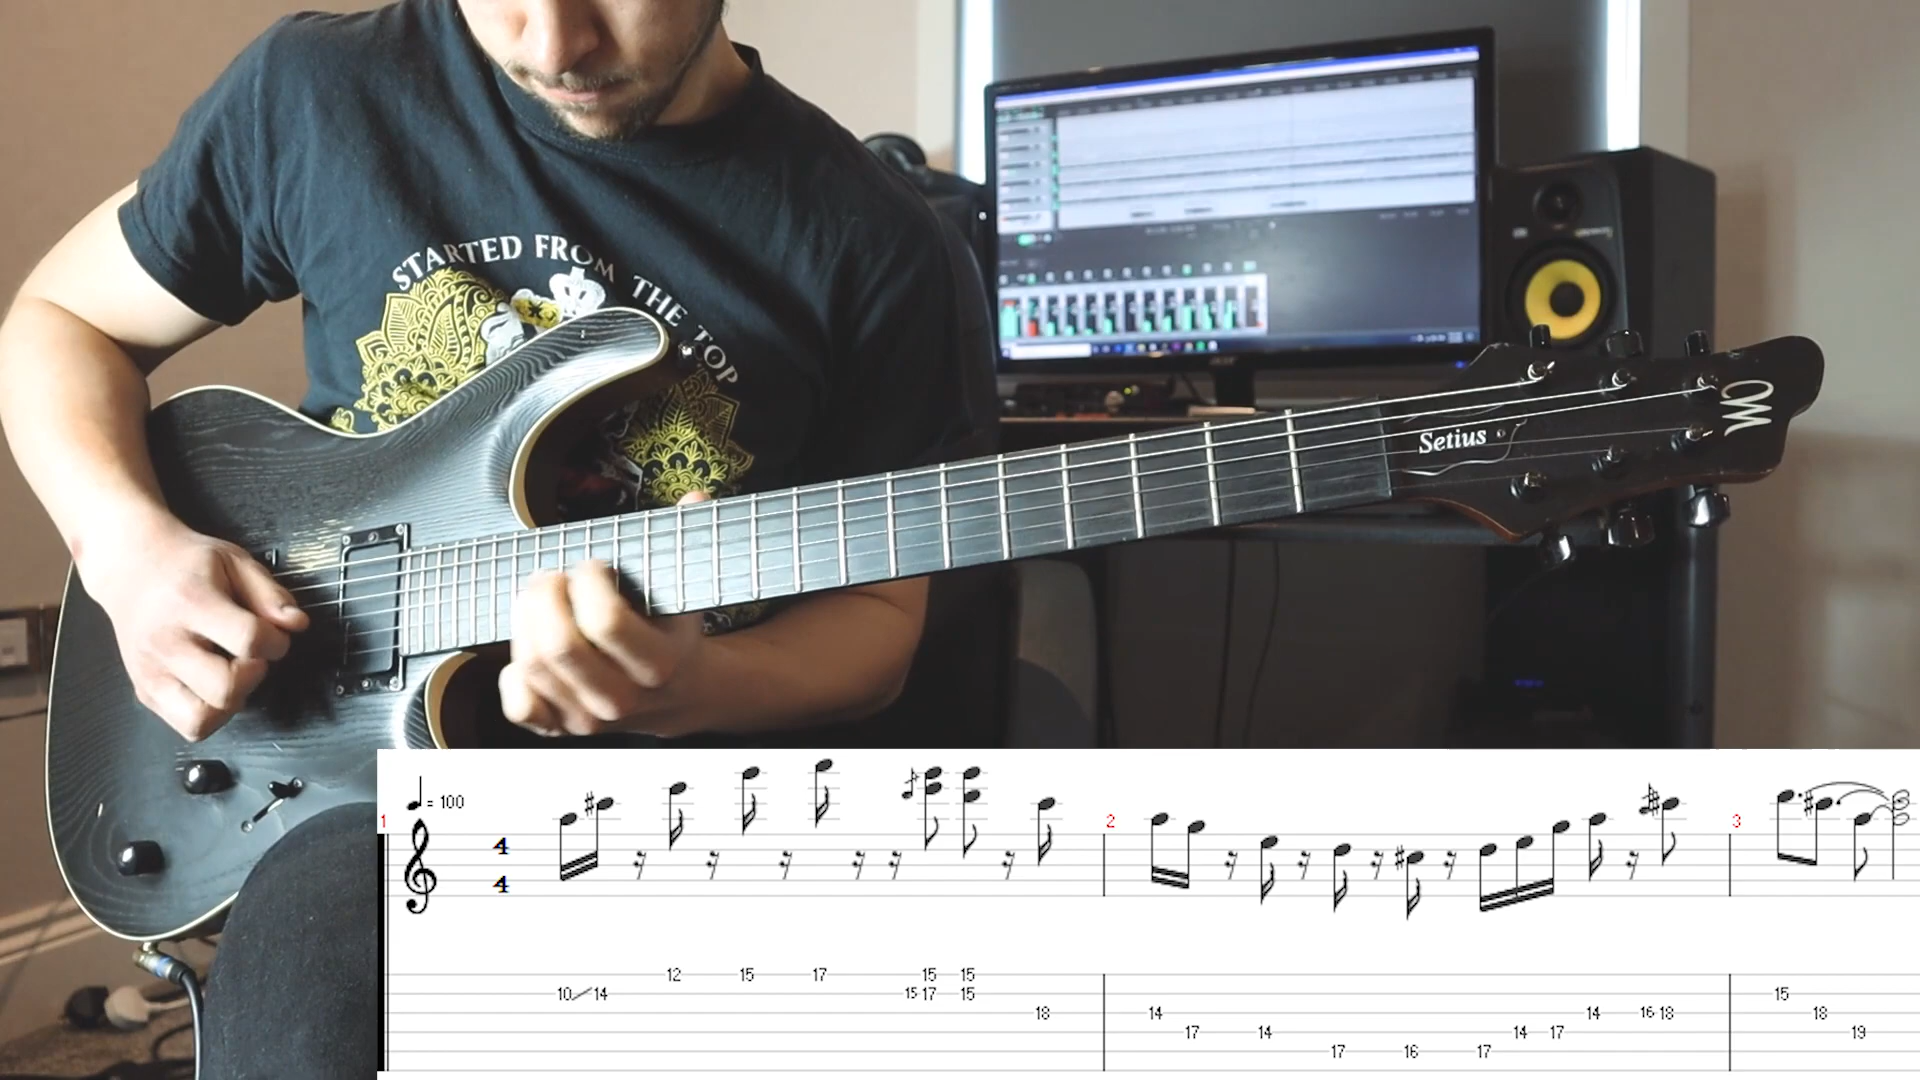 STARTED FROM THE TOP
Setius
acer
= 100
1
2
3
4
4
12 15 17 15 15
10 14 15 17 15 15
18 14 14 16 18 18
17 14 14 17 19
17 16 17